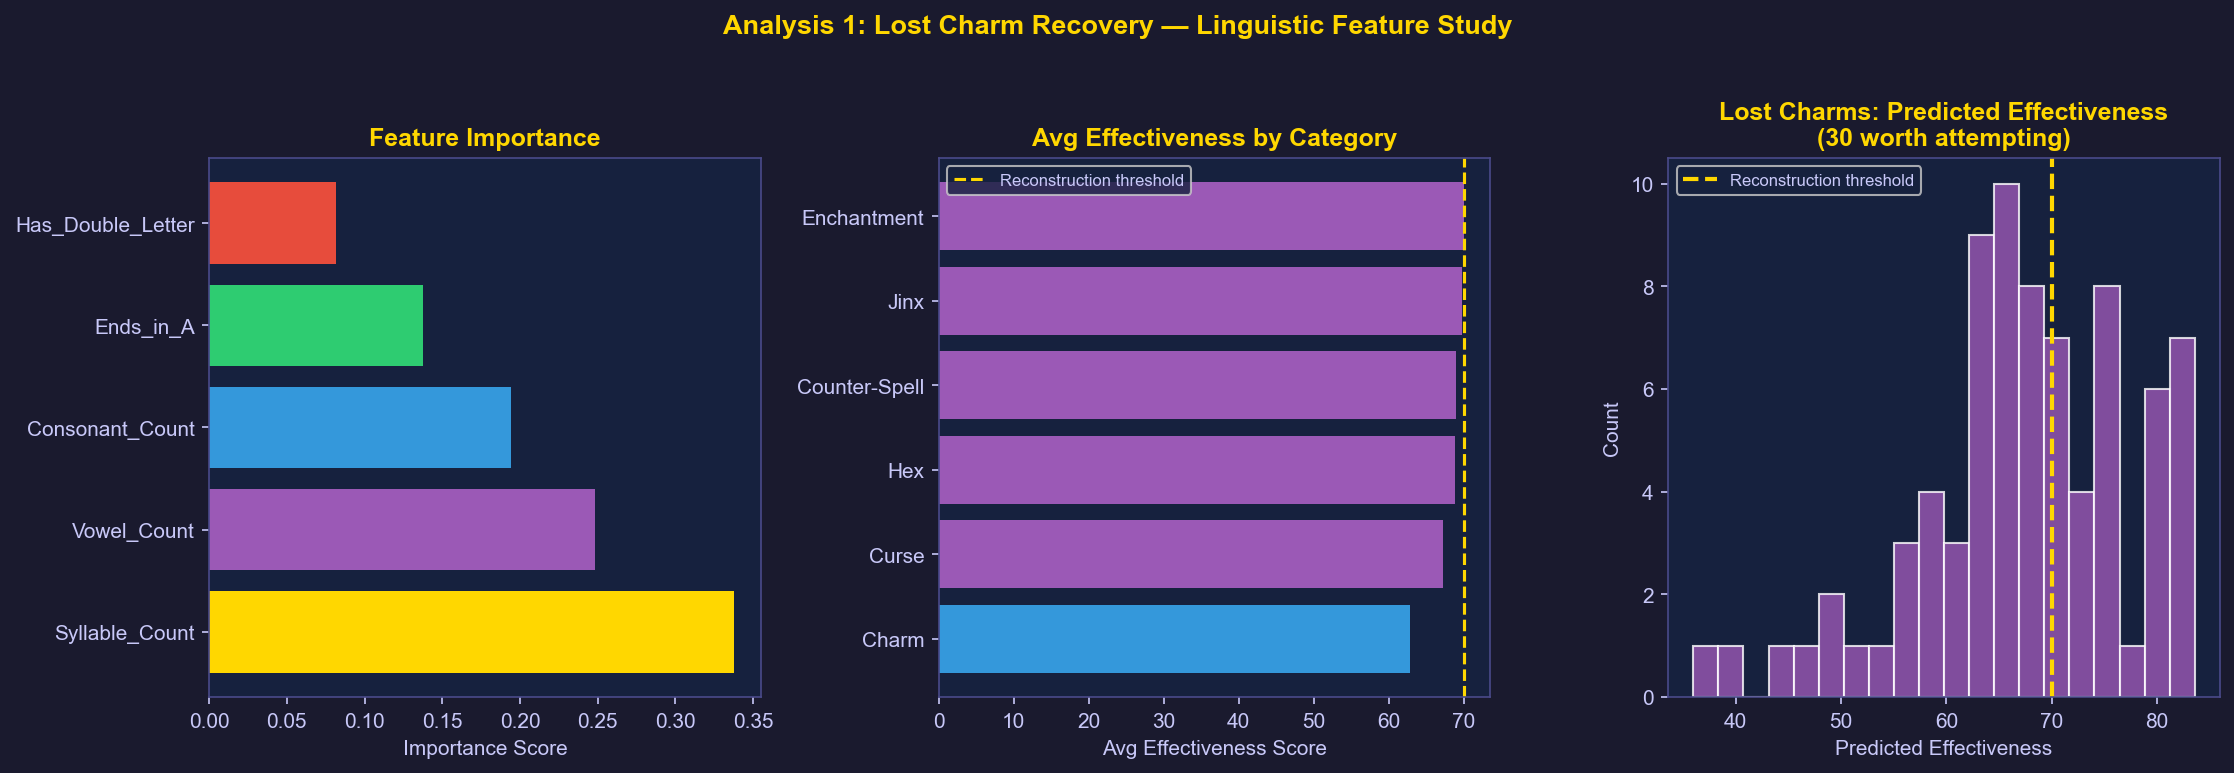 Analysis 1: Lost Charm Recovery — Linguistic Feature Study
Feature Importance
Has_Double_Letter
Ends_in_A
Consonant_Count
Vowel_Count
Syllable_Count
0.00 0.05 0.10 0.15 0.20 0.25 0.30 0.35
Importance Score
Avg Effectiveness by Category
Reconstruction threshold
Enchantment
Jinx
Counter-Spell
Hex
Curse
Charm
0 10 20 30 40 50 60 70
Avg Effectiveness Score
Lost Charms: Predicted Effectiveness
(30 worth attempting)
Reconstruction threshold
Count
10
8
6
4
2
0
40 50 60 70 80
Predicted Effectiveness